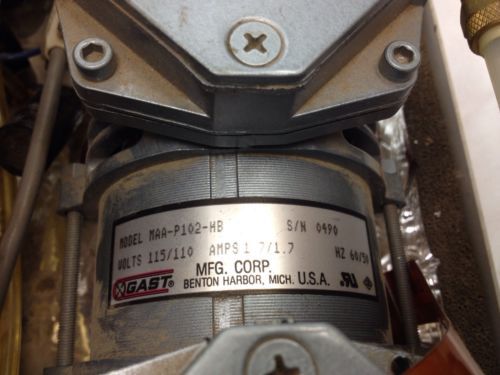 MODEL MAA-P102-HB S/N 0490
VOLTS 115/110 AMPS 1.7/1.7 HZ 60/50
GAST® MFG. CORP.
BENTON HARBOR, MICH. U.S.A.